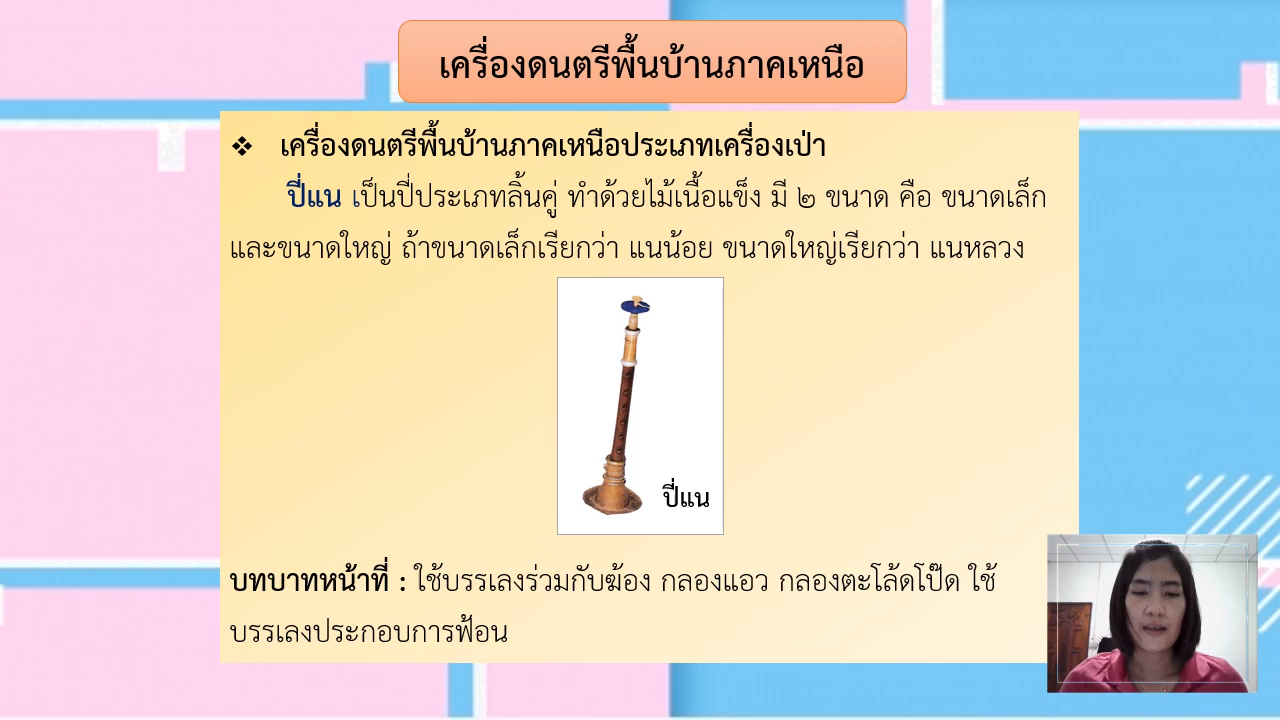 เครื่องดนตรีพื้นบ้านภาคเหนือ
❖ เครื่องดนตรีพื้นบ้านภาคเหนือประเภทเครื่องเป่า
ปี่แน เป็นปี่ประเภทลิ้นคู่ ทำด้วยไม้เนื้อแข็ง มี ๒ ขนาด คือ ขนาดเล็ก
และขนาดใหญ่ ถ้าขนาดเล็กเรียกว่า แนน้อย ขนาดใหญ่เรียกว่า แนหลวง
ปี่แน
บทบาทหน้าที่ : ใช้บรรเลงร่วมกับฆ้อง กลองแอว กลองตะโล้ดโป๊ด ใช้
บรรเลงประกอบการฟ้อน